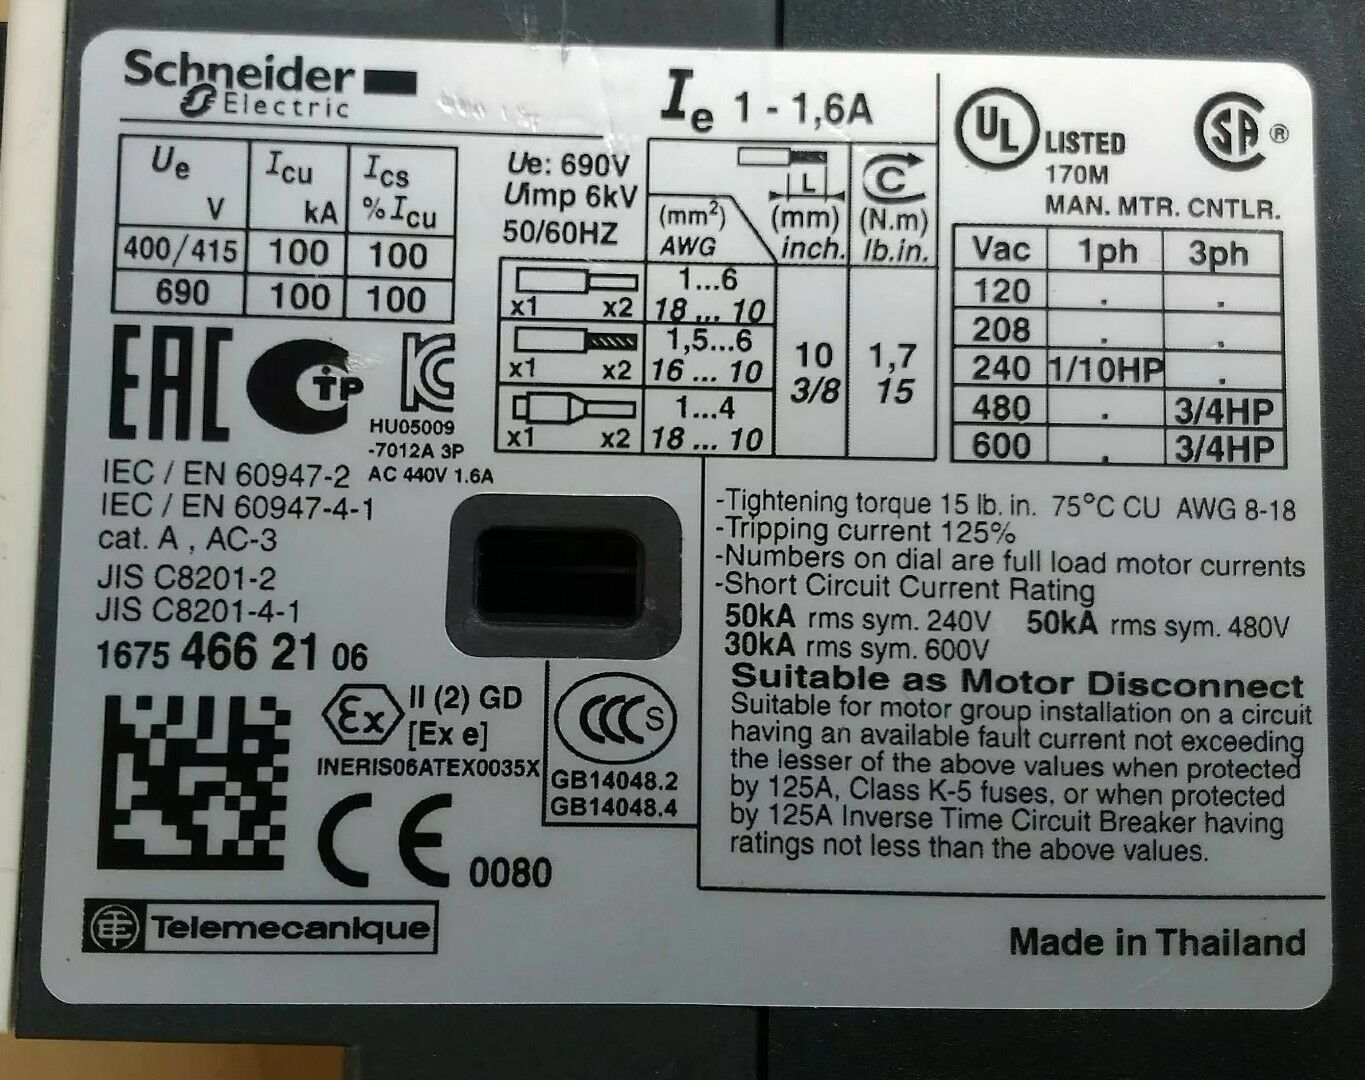 Schneider
Electric
Ie 1 - 1,6A
Ue V Icu kA Ics % Icu
400/415 100 100
690 100 100
Ue: 690V
Uimp 6kV
50/60HZ
L
(mm²) (mm) (N.m)
AWG inch. lb.in.
x1 x2 1...6
18 ... 10
x1 x2 1,5...6
16 ... 10
x1 x2 1...4
18 ... 10
10 1,7
3/8 15
UL LISTED
170M
SA ®
MAN. MTR. CNTLR.
Vac 1ph 3ph
120 . .
208 . .
240 1/10HP .
480 . 3/4HP
600 . 3/4HP
EAC
CTP
KC
HU05009
-7012A 3P
AC 440V 1.6A
IEC / EN 60947-2
IEC / EN 60947-4-1
cat. A , AC-3
JIS C8201-2
JIS C8201-4-1
1675 466 21 06
Ex II (2) GD
[Ex e]
INERIS06ATEX0035X
CE 0080
CCC S
GB14048.2
GB14048.4
-Tightening torque 15 lb. in. 75°C CU AWG 8-18
-Tripping current 125%
-Numbers on dial are full load motor currents
-Short Circuit Current Rating
50kA rms sym. 240V 50kA rms sym. 480V
30kA rms sym. 600V
Suitable as Motor Disconnect
Suitable for motor group installation on a circuit
having an available fault current not exceeding
the lesser of the above values when protected
by 125A, Class K-5 fuses, or when protected
by 125A Inverse Time Circuit Breaker having
ratings not less than the above values.
Telemecanique
Made in Thailand